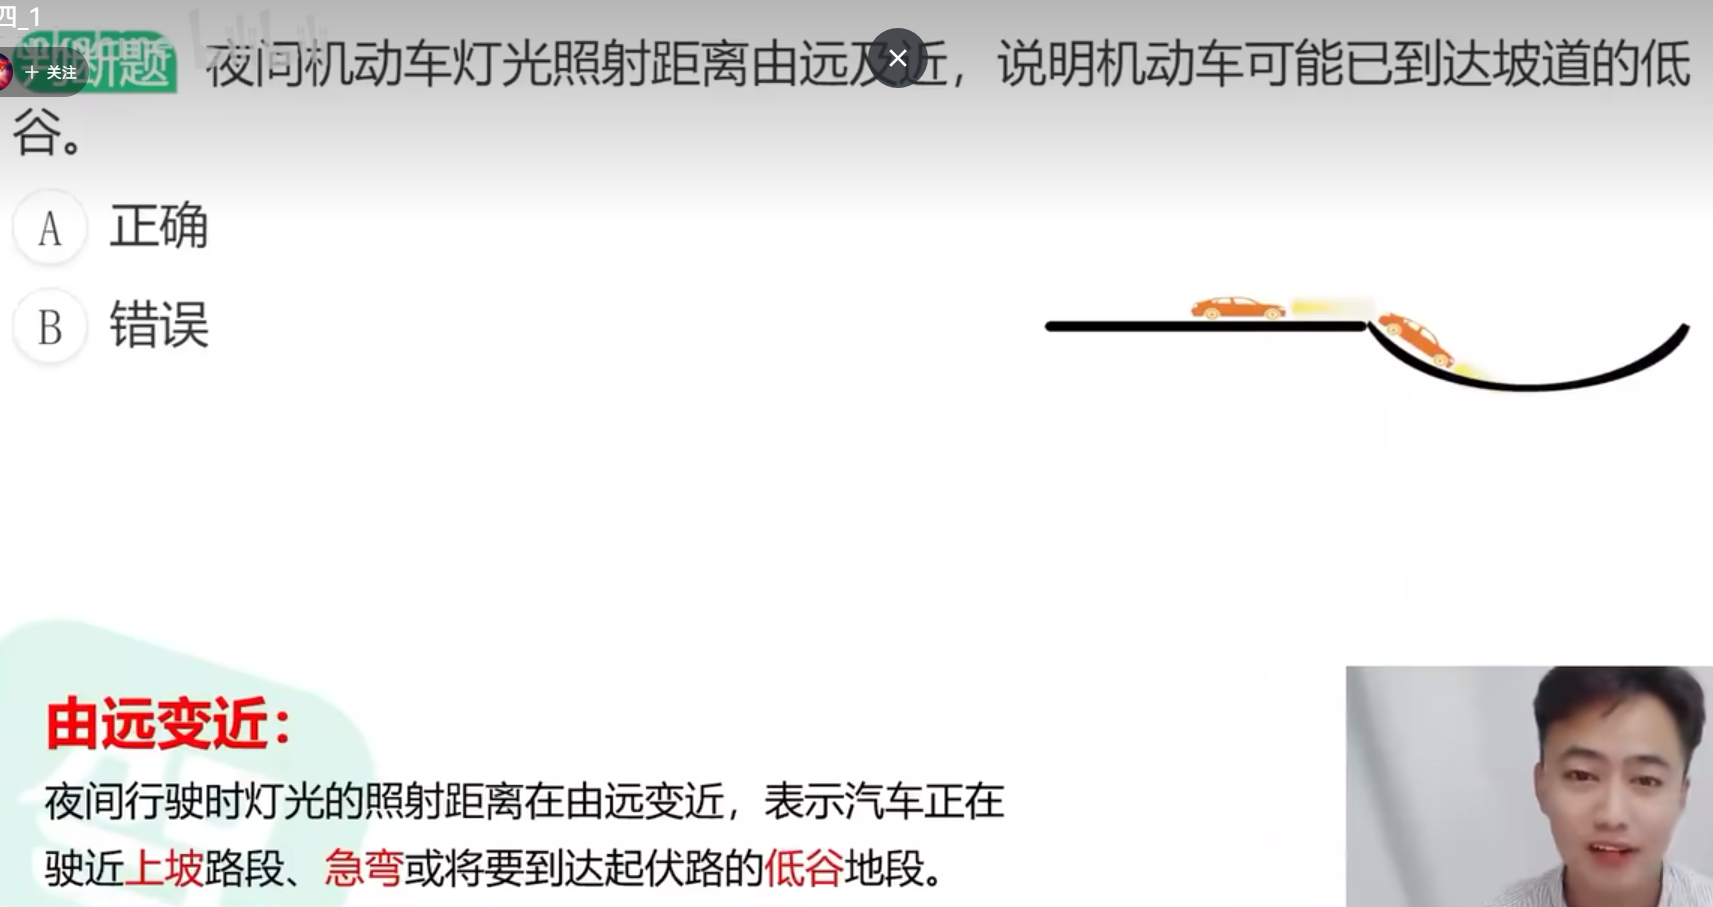 四_1
+ 关注
断题 夜间机动车灯光照射距离由远及近，说明机动车可能已到达坡道的低
谷。
A 正确
B 错误
由远变近：
夜间行驶时灯光的照射距离在由远变近，表示汽车正在
驶近上坡路段、急弯或将要到达起伏路的低谷地段。